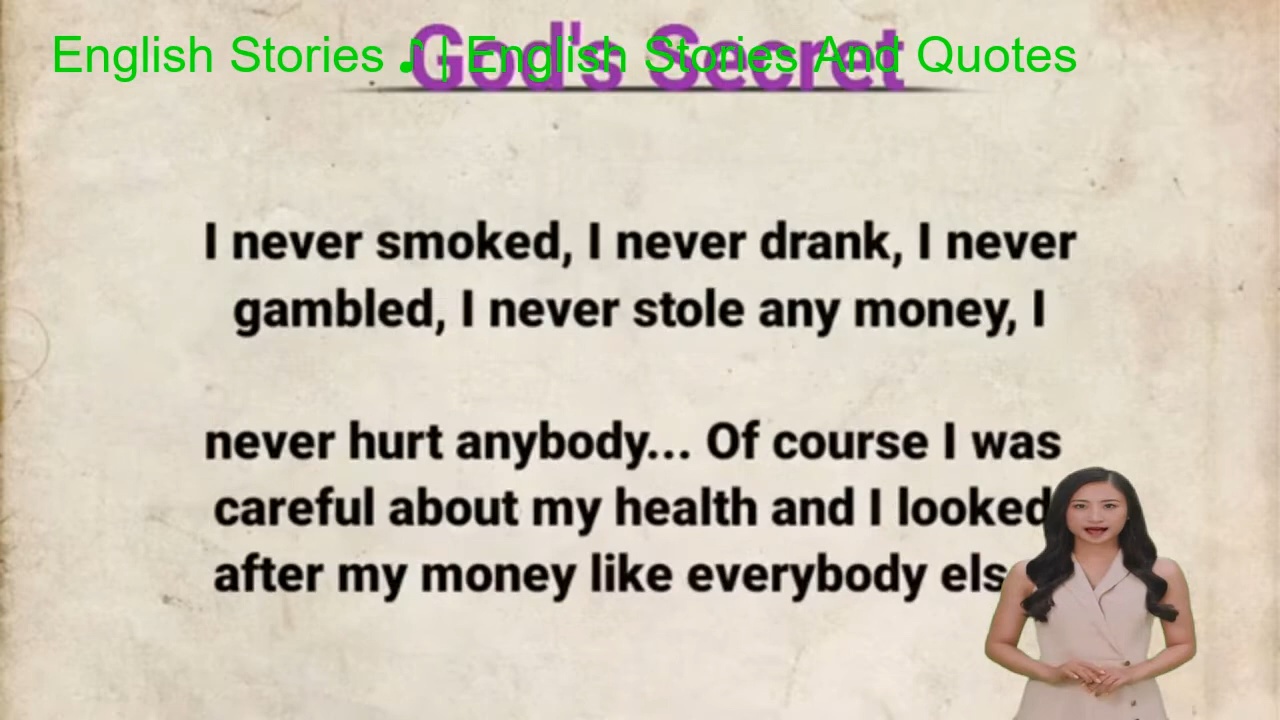 English Stories ♪ | English Stories And Quotes
God's Secret
I never smoked, I never drank, I never
gambled, I never stole any money, I
never hurt anybody... Of course I was
careful about my health and I looked
after my money like everybody els